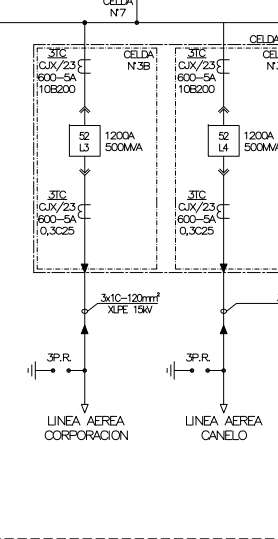 CELDA
N°7
CELDA
3TC
CJX/23
600-5A
10B200
CELDA
N°3B
52
L3
1200A
500MVA
3TC
CJX/23
600-5A
0,3C25
3x1C-120mm²
XLPE 15kV
3P.R.
LINEA AEREA
CORPORACION
3TC
CJX/23
600-5A
10B200
52
L4
1200A
500MVA
3TC
CJX/23
600-5A
0,3C25
3P.R.
LINEA AEREA
CANELO